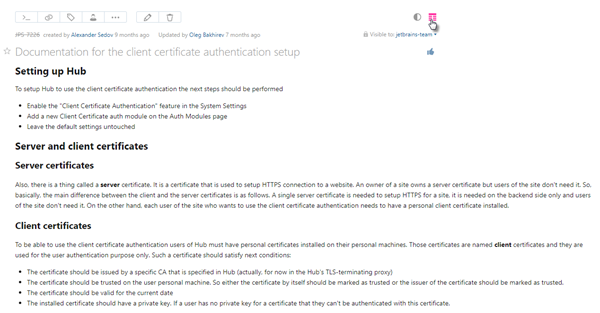 JPS-7226 created by Alexander Sedov 9 months ago Updated by Oleg Bakhirev 7 months ago Visible to: jetbrains-team
Documentation for the client certificate authentication setup
Setting up Hub
To setup Hub to use the client certificate authentication the next steps should be performed
Enable the "Client Certificate Authentication" feature in the System Settings
Add a new Client Certificate auth module on the Auth Modules page
Leave the default settings untouched
Server and client certificates
Server certificates
Also, there is a thing called a server certificate. It is a certificate that is used to setup HTTPS connection to a website. An owner of a site owns a server certificate but users of the site don't need it. So,
basically, the main difference between the client and the server certificates is as follows. A single server certificate is needed to setup HTTPS for a site, it is needed on the backend side only and users
of the site don't need it. On the other hand, each user of the site who wants to use the client certificate authentication needs to have a personal client certificate installed.
Client certificates
To be able to use the client certificate authentication users of Hub must have personal certificates installed on their personal machines. Those certificates are named client certificates and they are
used for the user authentication purpose only. Such a certificate should satisfy next conditions:
The certificate should be issued by a specific CA that is specified in Hub (actually, for now in the Hub's TLS-terminating proxy)
The certificate should be trusted on the user personal machine. So either the certificate by itself should be marked as trusted or the issuer of the certificate should be marked as trusted.
The certificate should be valid for the current date
The installed certificate should have a private key. If a user has no private key for a certificate that they can't be authenticated with this certificate.